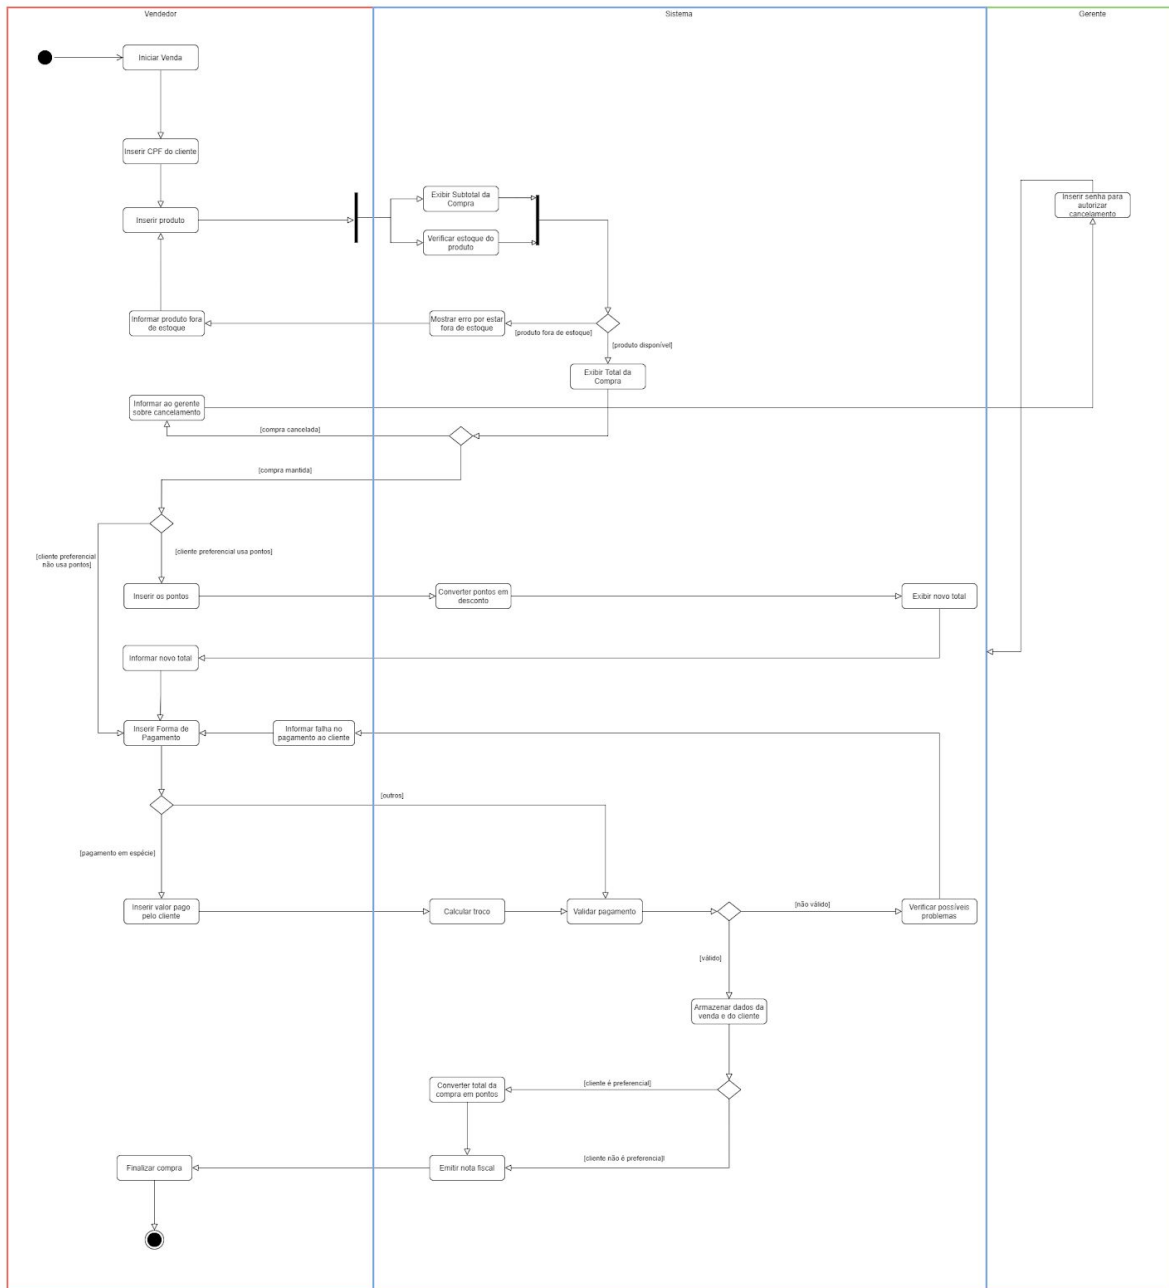 Vendedor
Sistema
Gerente
Iniciar Venda
Inserir CPF do cliente
Inserir produto
Exibir Subtotal da
Compra
Verificar estoque do
produto
Inserir senha para
autorizar
cancelamento
Informar produto fora
de estoque
Mostrar erro por estar
fora de estoque
[produto fora de estoque]
[produto disponível]
Exibir Total da
Compra
Informar ao gerente
sobre cancelamento
[compra cancelada]
[compra mantida]
[cliente preferencial
não usa pontos]
[cliente preferencial usa pontos]
Inserir os pontos
Converter pontos em
desconto
Exibir novo total
Informar novo total
Inserir Forma de
Pagamento
Informar falha no
pagamento ao cliente
[outros]
[pagamento em espécie]
Inserir valor pago
pelo cliente
Calcular troco
Validar pagamento
[não válido]
Verificar possíveis
problemas
[válido]
Armazenar dados da
venda e do cliente
Converter total da
compra em pontos
[cliente é preferencial]
[cliente não é preferencial]
Finalizar compra
Emitir nota fiscal